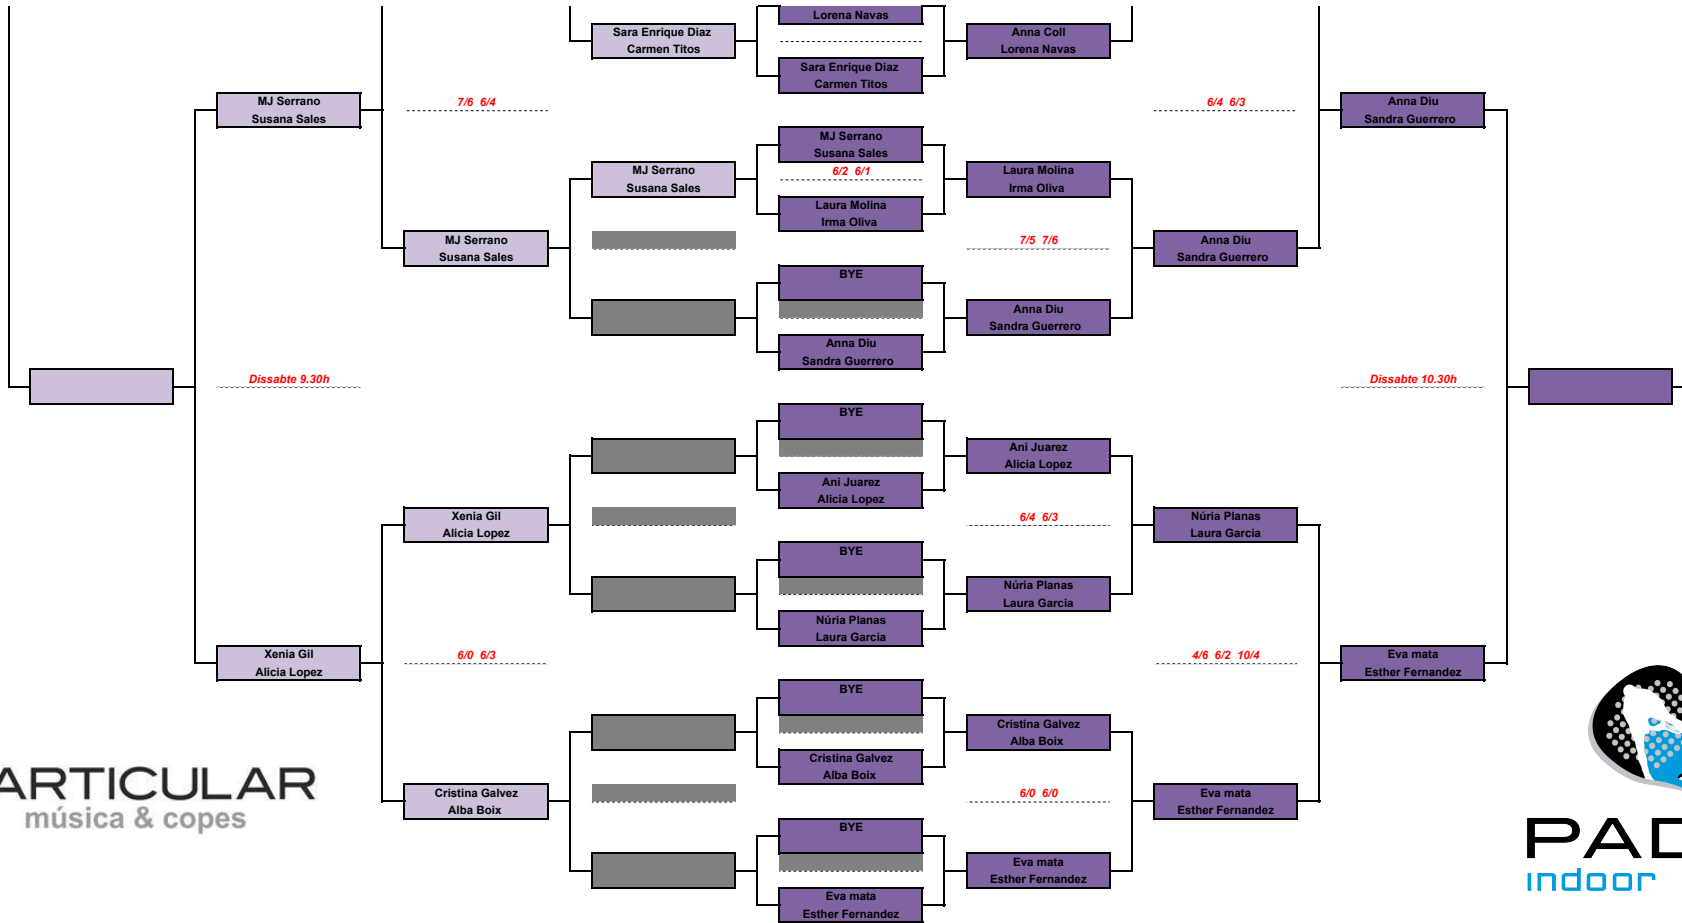 Lorena Navas
Sara Enrique Diaz
Carmen Titos
Anna Coll
Lorena Navas
Sara Enrique Diaz
Carmen Titos
MJ Serrano
Susana Sales
7/6 6/4
6/4 6/3
Anna Diu
Sandra Guerrero
MJ Serrano
Susana Sales
MJ Serrano
Susana Sales
6/2 6/1
Laura Molina
Irma Oliva
Laura Molina
Irma Oliva
MJ Serrano
Susana Sales
7/5 7/6
Anna Diu
Sandra Guerrero
BYE
Anna Diu
Sandra Guerrero
Anna Diu
Sandra Guerrero
Dissabte 9.30h
Dissabte 10.30h
BYE
Ani Juarez
Alicia Lopez
Ani Juarez
Alicia Lopez
Xenia Gil
Alicia Lopez
6/4 6/3
Núria Planas
Laura Garcia
BYE
Núria Planas
Laura Garcia
Núria Planas
Laura Garcia
Xenia Gil
Alicia Lopez
6/0 6/3
4/6 6/2 10/4
Eva mata
Esther Fernandez
BYE
Cristina Galvez
Alba Boix
Cristina Galvez
Alba Boix
Cristina Galvez
Alba Boix
6/0 6/0
Eva mata
Esther Fernandez
BYE
Eva mata
Esther Fernandez
Eva mata
Esther Fernandez
ARTICULAR
música & copes
PAD
indoor